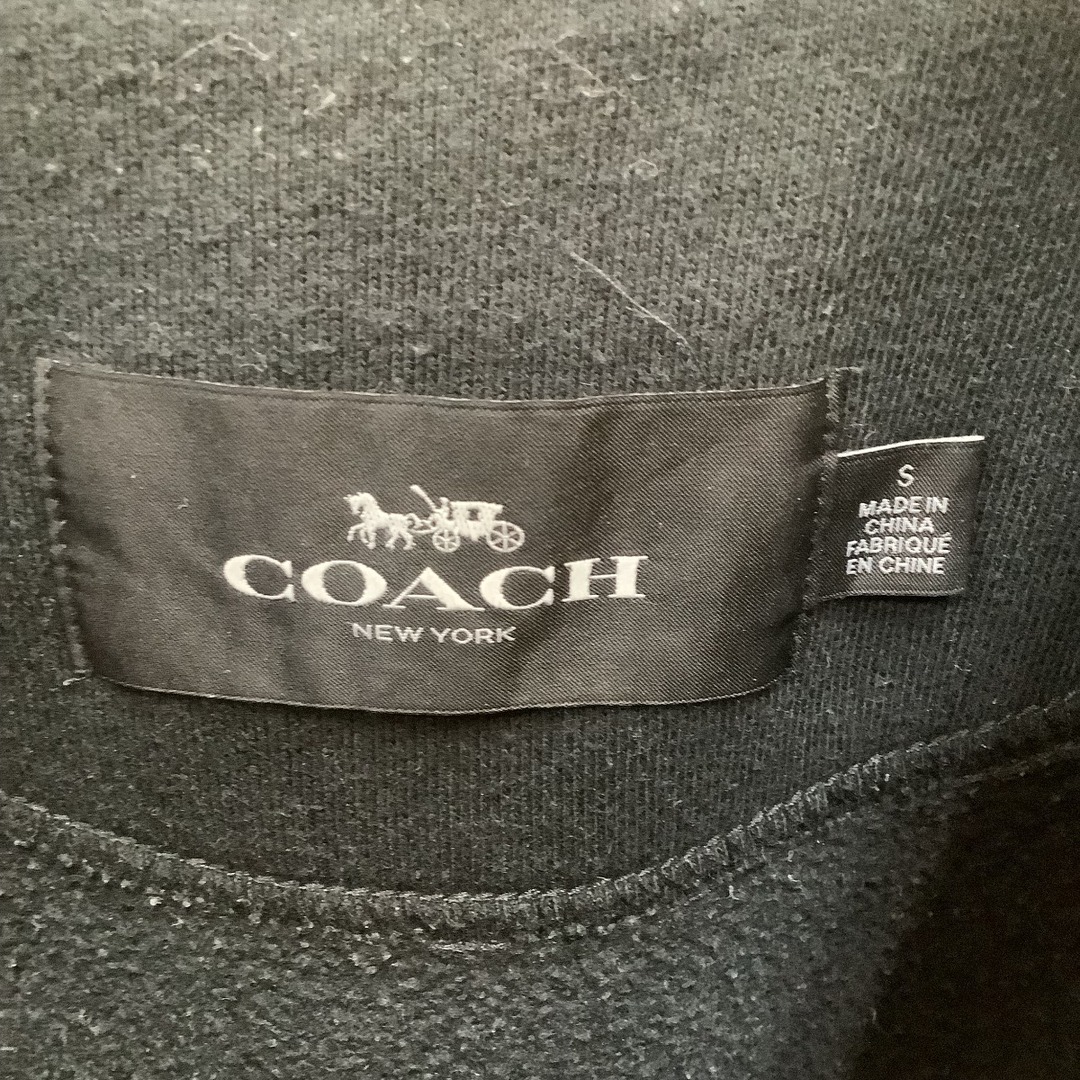 COACH
NEW YORK
S
MADE IN
CHINA
FABRIQUÉ
EN CHINE